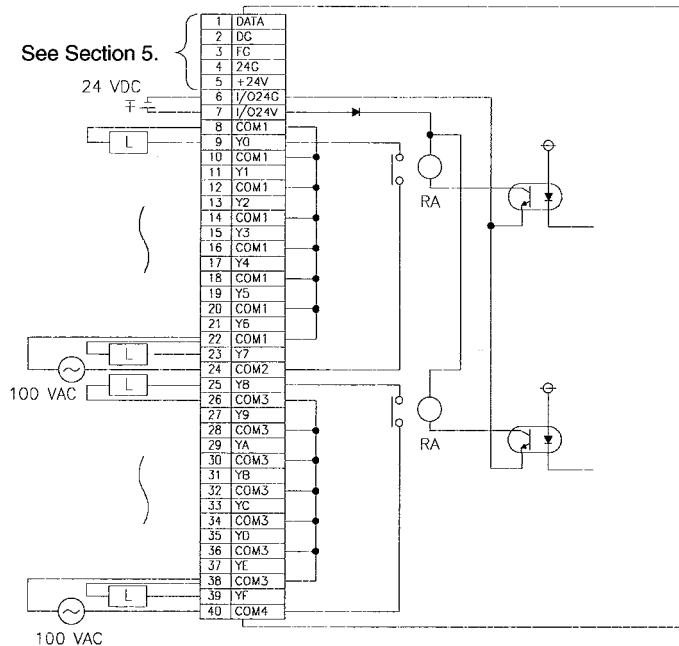 See Section 5.
24 VDC
1 DATA
2 DG
3 FG
4 24G
5 +24V
6 I/O24G
7 I/O24V
8 COM1
9 Y0
10 COM1
11 Y1
12 COM1
13 Y2
14 COM1
15 Y3
16 COM1
17 Y4
18 COM1
19 Y5
20 COM1
21 Y6
22 COM1
23 Y7
24 COM2
25 Y8
26 COM3
27 Y9
28 COM3
29 YA
30 COM3
31 YB
32 COM3
33 YC
34 COM3
35 YD
36 COM3
37 YE
38 COM3
39 YF
40 COM4
L
L
100 VAC
L
L
100 VAC
RA
RA